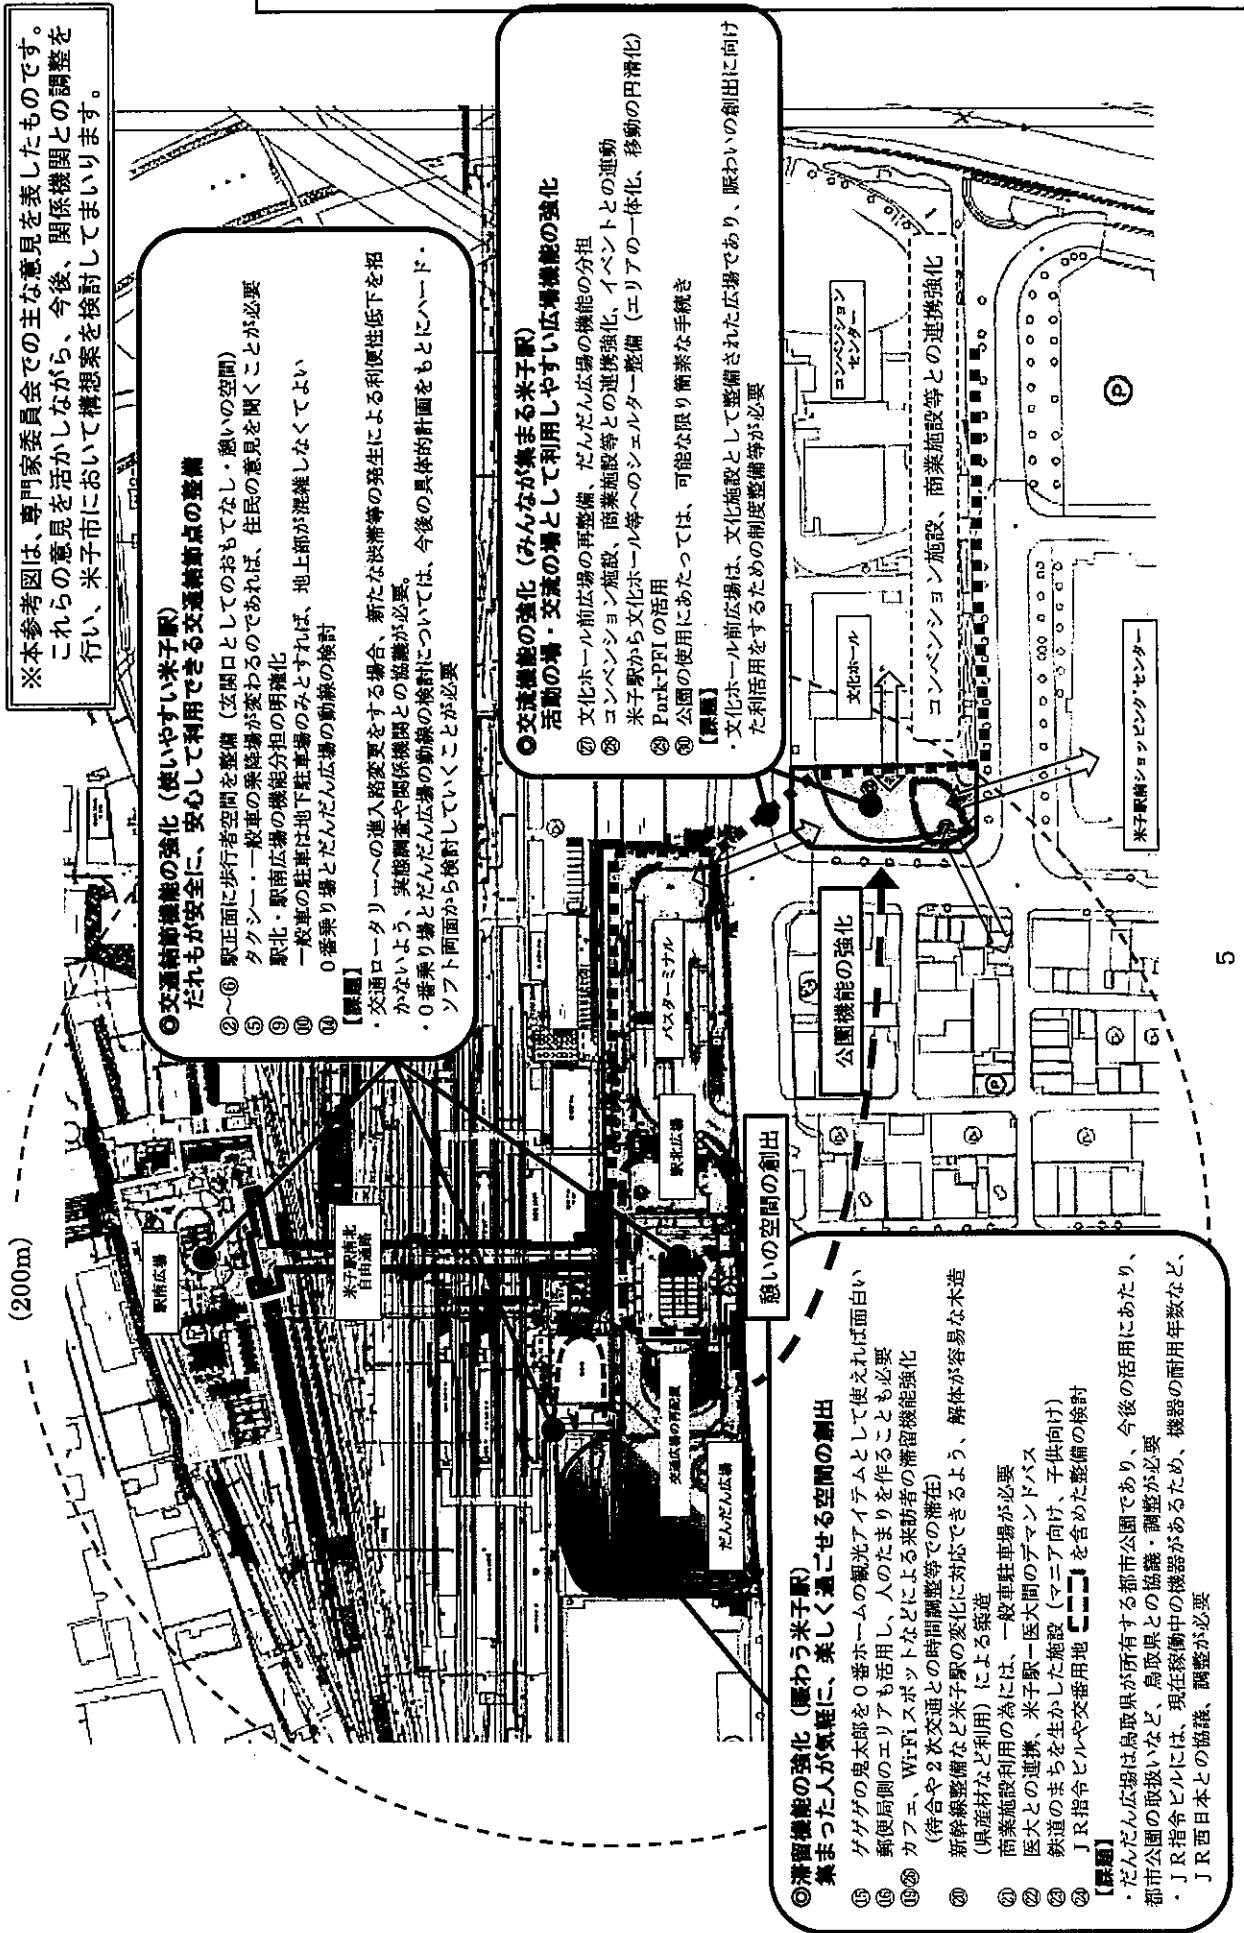 ※本参考図は、専門家委員会での主な意見を表したものです。
これらの意見を活かしながら、今後、関係機関との調整を
行い、米子市において構想案を検討してまいります。
(200m)
◎交通結節機能の強化（使いやすい米子駅）
だれもが安全に、安心して利用できる交通結節点の整備
②～⑥ 駅正面に歩行者空間を整備（玄関口としてのおもてなし・憩いの空間）
⑤ タクシー・一般車の乗降場が変わるのであれば、住民の意見を聞くことが必要
⑨ 駅北・駅南広場の機能分担の明確化
⑩ 一般車の駐車は地下駐車場のみとすれば、地上部が混雑しなくてよい
⑭ 0番乗り場とだんだん広場の動線の検討
【課題】
・交通ロータリーへの進入路変更をする場合、新たな渋滞等の発生による利便性低下を招
かないよう、実態調査や関係機関との協議が必要。
・0番乗り場とだんだん広場の動線の検討については、今後の具体的計画をもとにハード・
ソフト両面から検討していくことが必要
◎交流機能の強化（みんなが集まる米子駅）
活動の場・交流の場として利用しやすい広場機能の強化
㉗ 文化ホール前広場の再整備、だんだん広場の機能の分担
㉘ コンベンション施設、商業施設等との連携強化、イベントとの連動
米子駅から文化ホール等へのシェルター整備（エリアの一体化、移動の円滑化）
㉙ Park-PFIの活用
㉚ 公園の使用にあたっては、可能な限り簡素な手続き
【課題】
・文化ホール前広場は、文化施設として整備された広場であり、賑わいの創出に向け
た利活用をするための制度整備等が必要
駅南広場
米子駅南北
自由通路
バスターミナル
駅北広場
交通広場の再配置
だんだん広場
コンベンション
センター
文化ホール
コンベンション施設、商業施設等との連携強化
米子駅前ショッピングセンター
公園機能の強化
憩いの空間の創出
Ⓟ
◎滞留機能の強化（賑わう米子駅）
集まった人が気軽に、楽しく過ごせる空間の創出
⑮ ゲゲゲの鬼太郎を0番ホームの観光アイテムとして使えれば面白い
⑯ 郵便局側のエリアも活用し、人のたまりを作ることも必要
⑲㉖ カフェ、Wi-Fiスポットなどによる来訪者の滞留機能強化
（待合や2次交通との時間調整等での滞在）
⑳ 新幹線整備など米子駅の変化に対応できるよう、解体が容易な木造
（県産材など利用）による築造
㉑ 商業施設利用の為には、一般車駐車場が必要
㉒ 医大との連携、米子駅ー医大間のデマンドバス
㉓ 鉄道のまちを生かした施設（マニア向け、子供向け）
㉔ ＪＲ指令ビルや交番用地 を含めた整備の検討
【課題】
・だんだん広場は鳥取県が所有する都市公園であり、今後の活用にあたり、
都市公園の取扱いなど、鳥取県との協議・調整が必要
・ＪＲ指令ビルには、現在稼働中の機器があるため、機器の耐用年数など、
ＪＲ西日本との協議、調整が必要
5